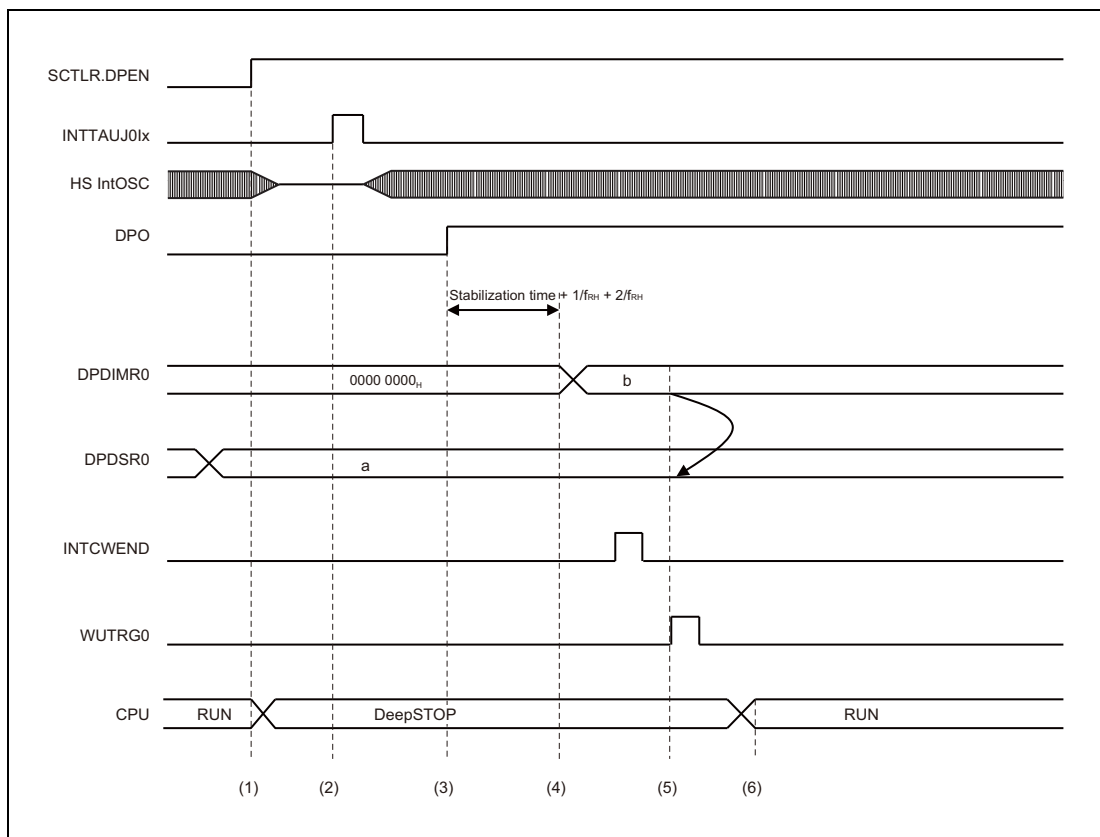 SCTLR.DPEN
INTTAUJ0Ix
HS IntOSC
DPO
Stabilization time + 1/fRH + 2/fRH
DPDIMR0
0000 0000H
b
DPDSR0
a
INTCWEND
WUTRG0
CPU
RUN
DeepSTOP
RUN
(1) (2) (3) (4) (5) (6)